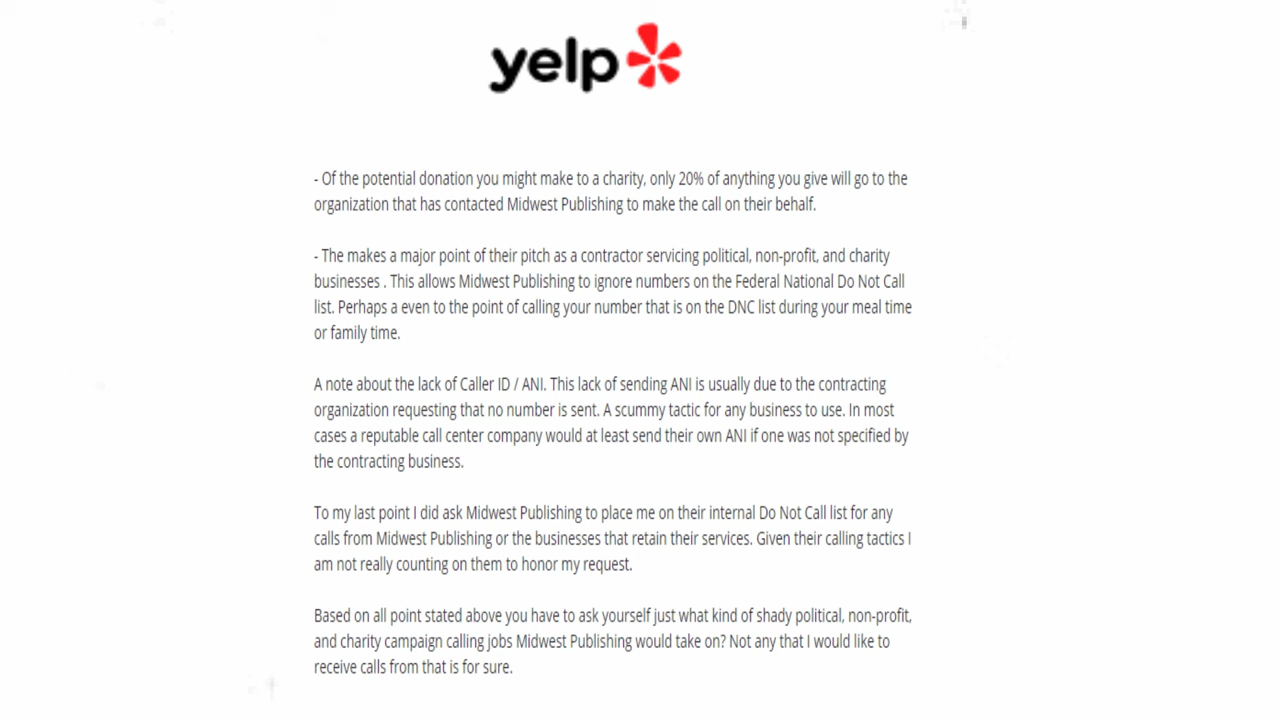 yelp
- Of the potential donation you might make to a charity, only 20% of anything you give will go to the
organization that has contacted Midwest Publishing to make the call on their behalf.
- The makes a major point of their pitch as a contractor servicing political, non-profit, and charity
businesses . This allows Midwest Publishing to ignore numbers on the Federal National Do Not Call
list. Perhaps a even to the point of calling your number that is on the DNC list during your meal time
or family time.
A note about the lack of Caller ID / ANI. This lack of sending ANI is usually due to the contracting
organization requesting that no number is sent. A scummy tactic for any business to use. In most
cases a reputable call center company would at least send their own ANI if one was not specified by
the contracting business.
To my last point I did ask Midwest Publishing to place me on their internal Do Not Call list for any
calls from Midwest Publishing or the businesses that retain their services. Given their calling tactics I
am not really counting on them to honor my request.
Based on all point stated above you have to ask yourself just what kind of shady political, non-profit,
and charity campaign calling jobs Midwest Publishing would take on? Not any that I would like to
receive calls from that is for sure.